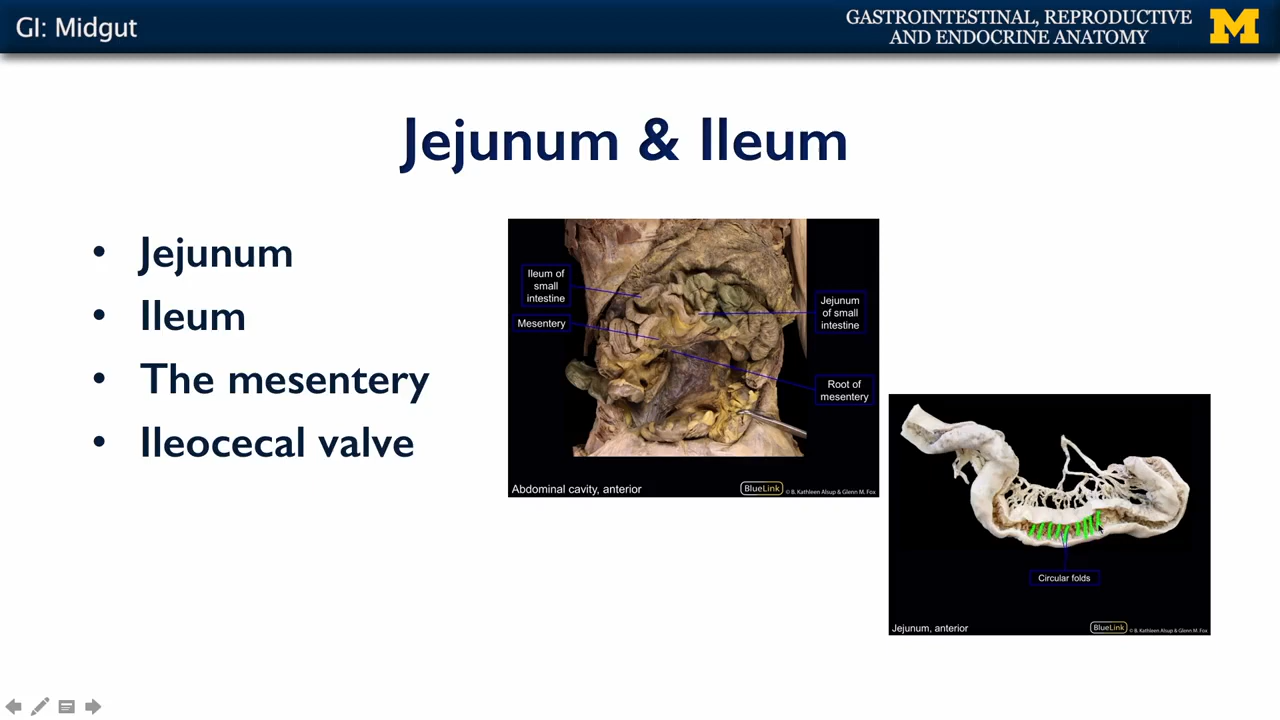 GI: Midgut
GASTROINTESTINAL, REPRODUCTIVE
AND ENDOCRINE ANATOMY
M
Jejunum & Ileum
• Jejunum
• Ileum
• The mesentery
• Ileocecal valve
Ileum of
small
intestine
Mesentery
Jejunum
of small
intestine
Root of
mesentery
Abdominal cavity, anterior
BlueLink © B. Kathleen Alsup & Glenn M. Fox
Circular folds
Jejunum, anterior
BlueLink © B. Kathleen Alsup & Glenn M. Fox